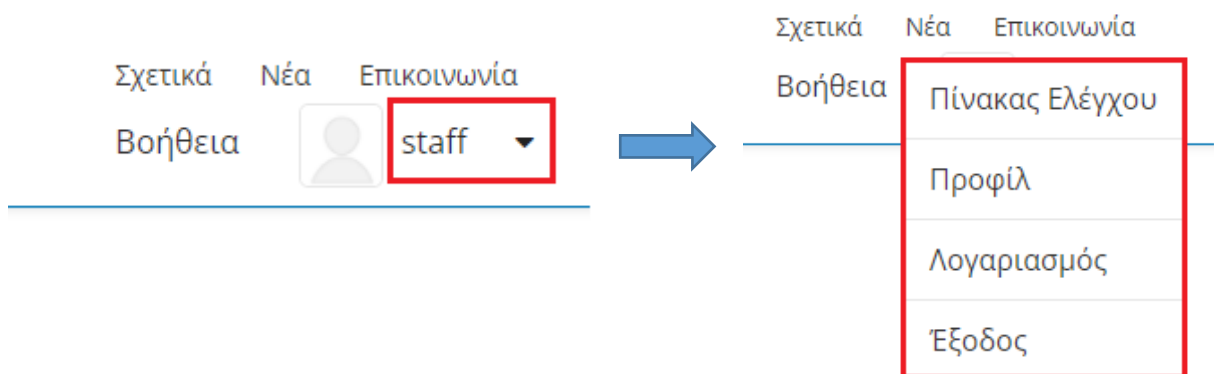 Σχετικά Νέα Επικοινωνία
Βοήθεια staff
Σχετικά Νέα Επικοινωνία
Βοήθεια
Πίνακας Ελέγχου
Προφίλ
Λογαριασμός
Έξοδος